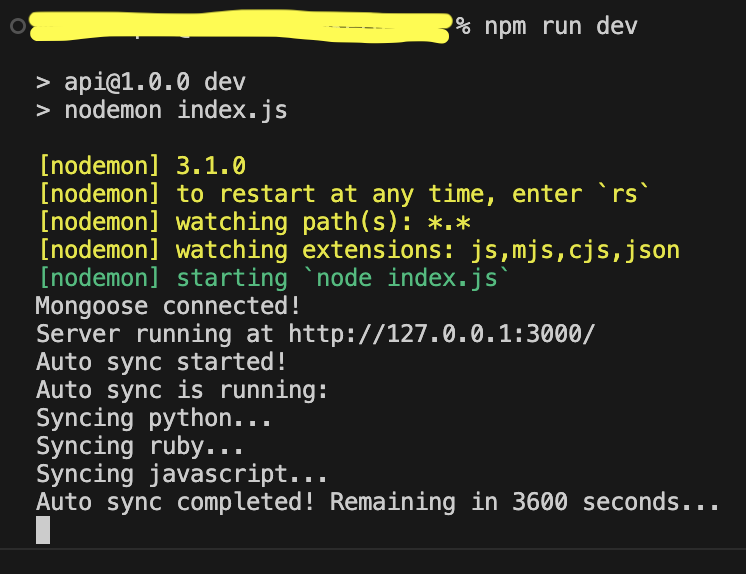 % npm run dev
> api@1.0.0 dev
> nodemon index.js
[nodemon] 3.1.0
[nodemon] to restart at any time, enter `rs`
[nodemon] watching path(s): *.*
[nodemon] watching extensions: js,mjs,cjs,json
[nodemon] starting `node index.js`
Mongoose connected!
Server running at http://127.0.0.1:3000/
Auto sync started!
Auto sync is running:
Syncing python...
Syncing ruby...
Syncing javascript...
Auto sync completed! Remaining in 3600 seconds...